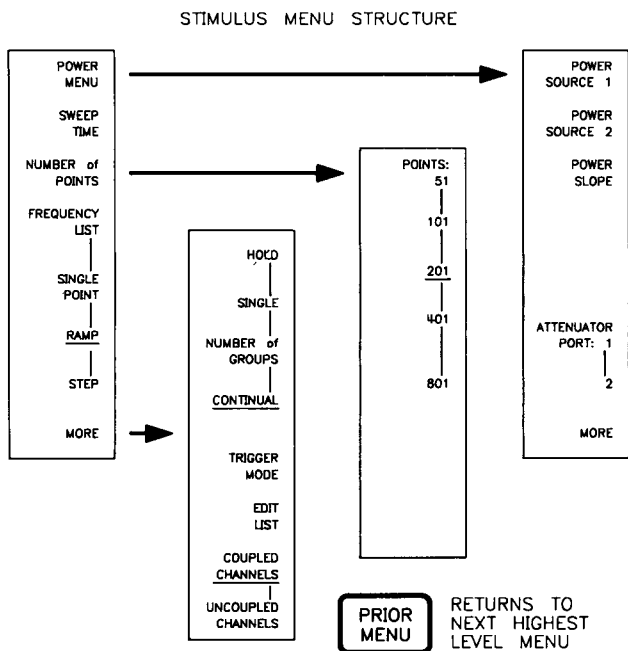 STIMULUS MENU STRUCTURE
POWER
MENU
SWEEP
TIME
NUMBER of
POINTS
FREQUENCY
LIST
SINGLE
POINT
RAMP
STEP
MORE
HOLD
SINGLE
NUMBER of
GROUPS
CONTINUAL
TRIGGER
MODE
EDIT
LIST
COUPLED
CHANNELS
UNCOUPLED
CHANNELS
POINTS:
51
101
201
401
801
POWER
SOURCE 1
POWER
SOURCE 2
POWER
SLOPE
ATTENUATOR
PORT: 1
2
MORE
PRIOR
MENU
RETURNS TO
NEXT HIGHEST
LEVEL MENU